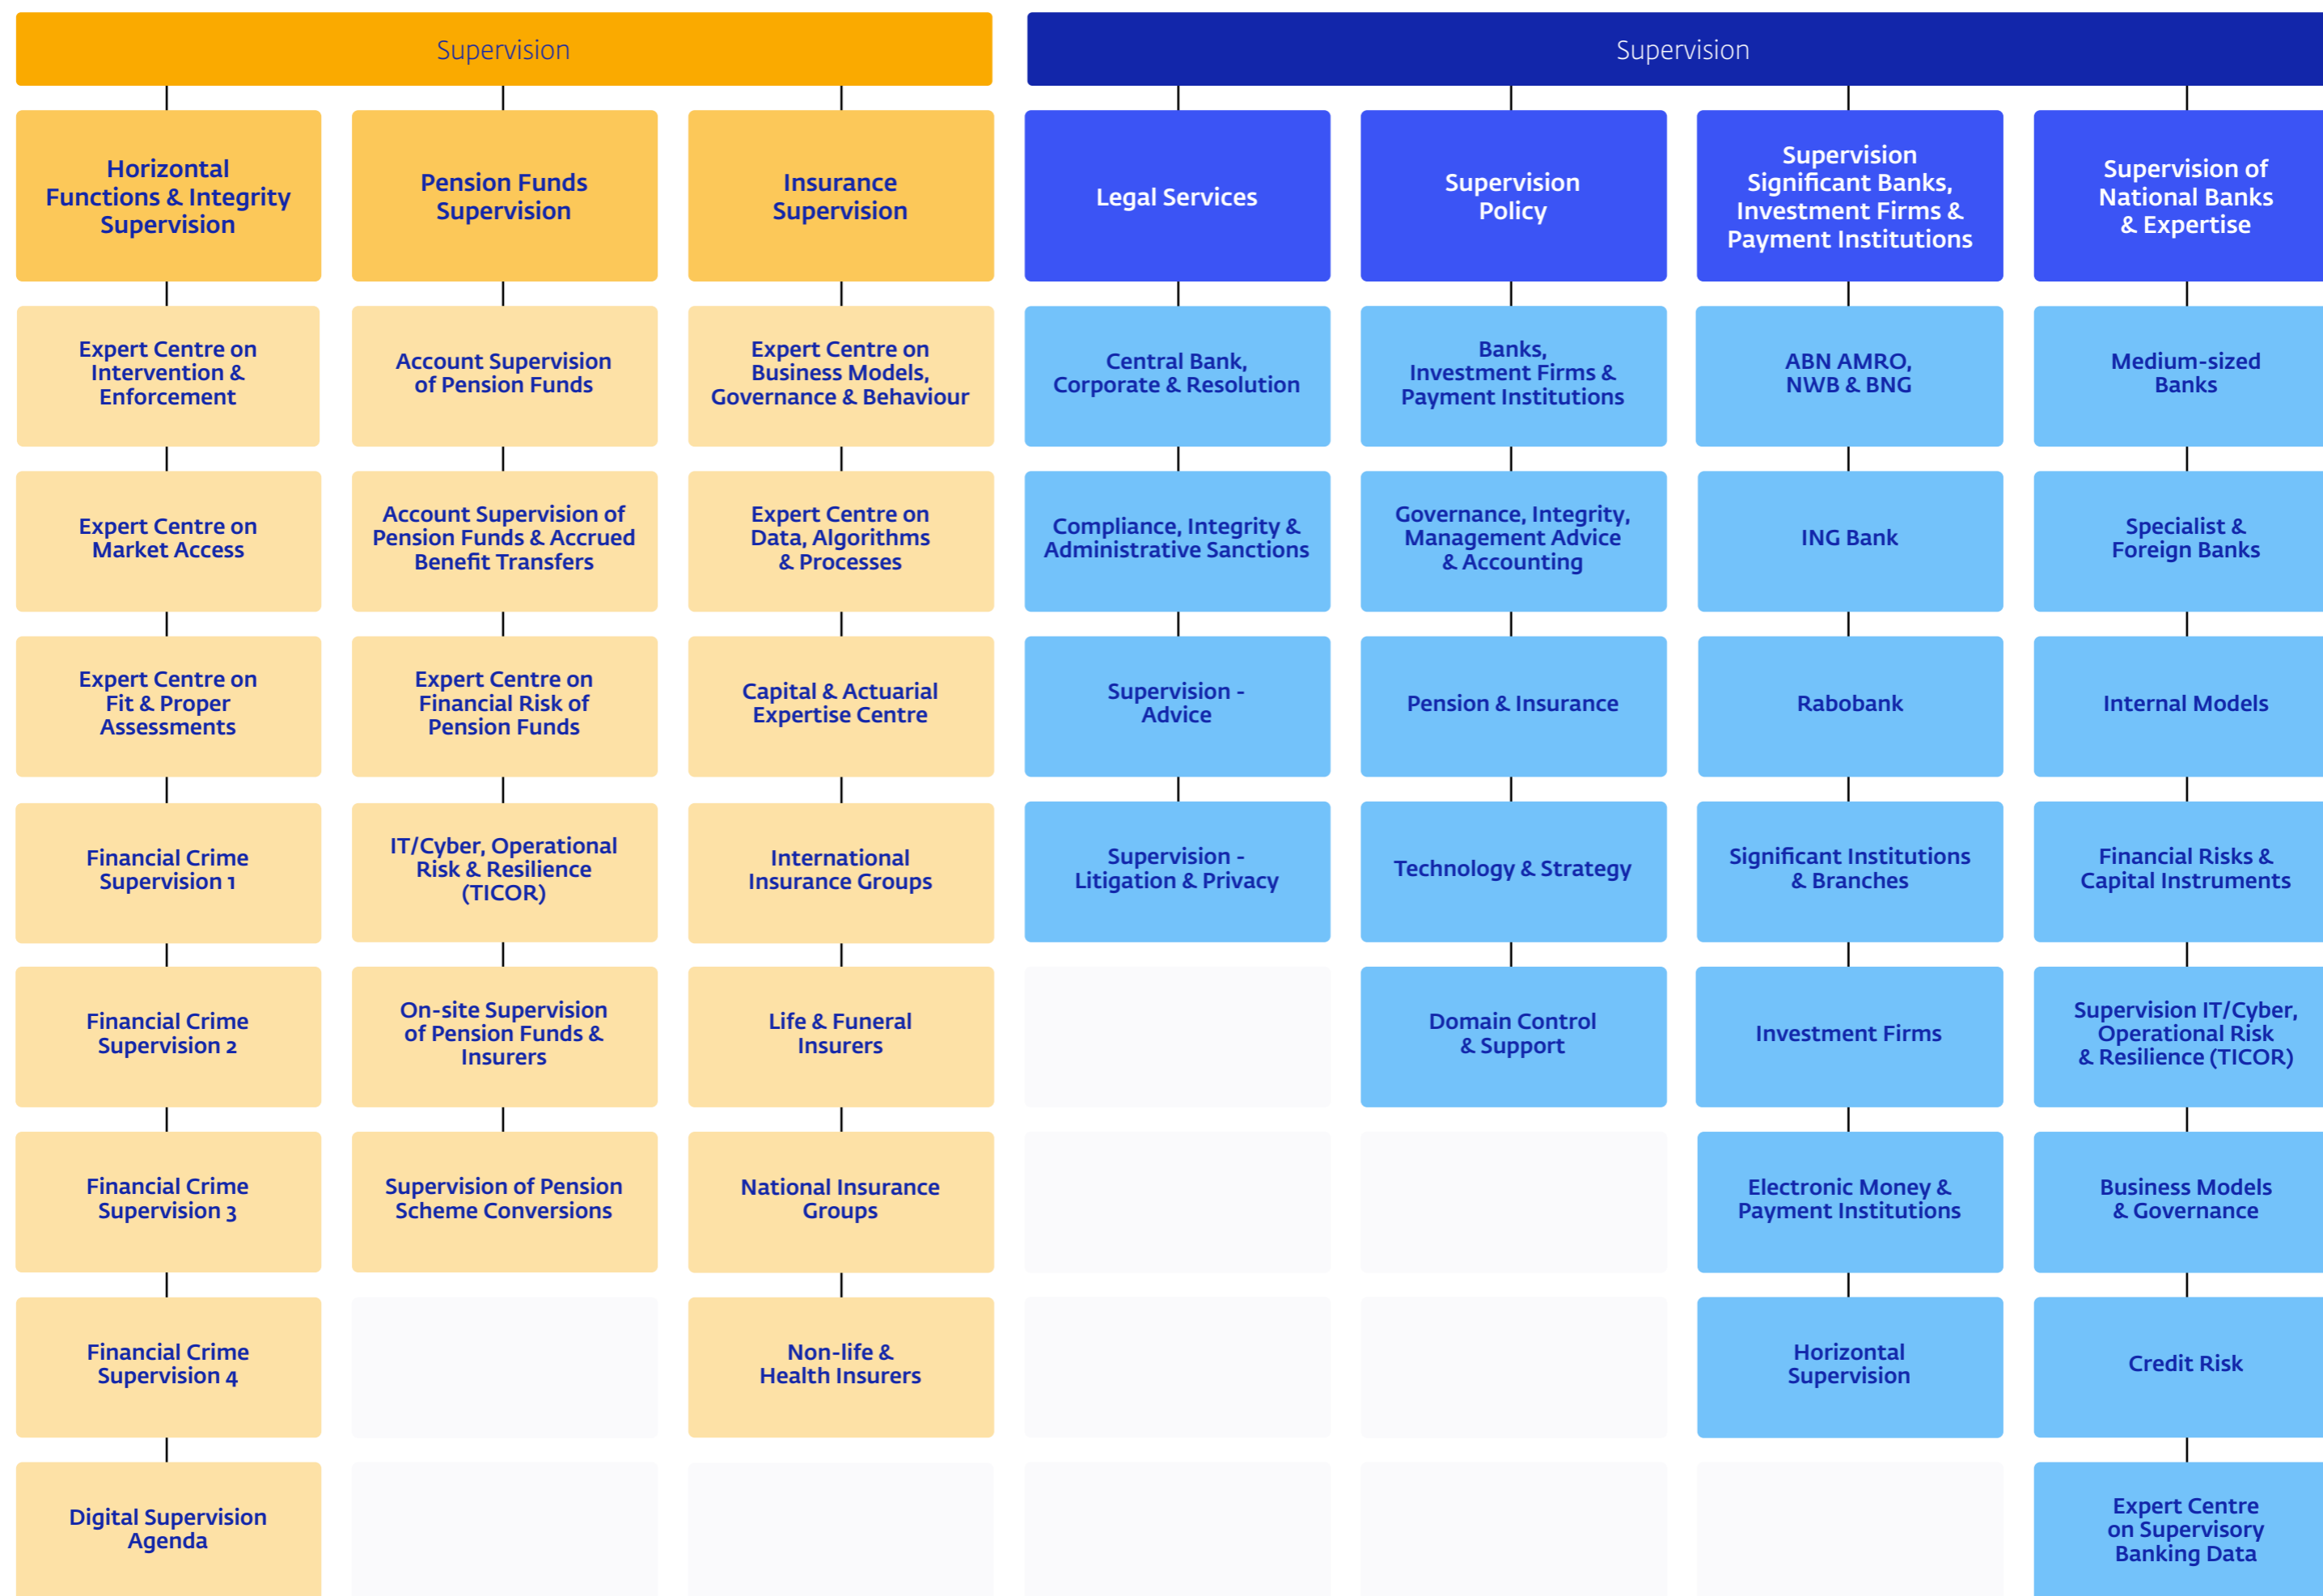 Supervision
Horizontal
Functions & Integrity
Supervision
Expert Centre on
Intervention &
Enforcement
Expert Centre on
Market Access
Expert Centre on
Fit & Proper
Assessments
Financial Crime
Supervision 1
Financial Crime
Supervision 2
Financial Crime
Supervision 3
Financial Crime
Supervision 4
Digital Supervision
Agenda
Pension Funds
Supervision
Account Supervision
of Pension Funds
Account Supervision of
Pension Funds & Accrued
Benefit Transfers
Expert Centre on
Financial Risk of
Pension Funds
IT/Cyber, Operational
Risk & Resilience
(TICOR)
On-site Supervision
of Pension Funds &
Insurers
Supervision of Pension
Scheme Conversions
Insurance
Supervision
Expert Centre on
Business Models,
Governance & Behaviour
Expert Centre on
Data, Algorithms
& Processes
Capital & Actuarial
Expertise Centre
International
Insurance Groups
Life & Funeral
Insurers
National Insurance
Groups
Non-life &
Health Insurers
Supervision
Legal Services
Central Bank,
Corporate & Resolution
Compliance, Integrity &
Administrative Sanctions
Supervision -
Advice
Supervision -
Litigation & Privacy
Supervision
Policy
Banks,
Investment Firms &
Payment Institutions
Governance, Integrity,
Management Advice
& Accounting
Pension & Insurance
Technology & Strategy
Domain Control
& Support
Supervision
Significant Banks,
Investment Firms &
Payment Institutions
ABN AMRO,
NWB & BNG
ING Bank
Rabobank
Significant Institutions
& Branches
Investment Firms
Electronic Money &
Payment Institutions
Horizontal
Supervision
Supervision of
National Banks
& Expertise
Medium-sized
Banks
Specialist &
Foreign Banks
Internal Models
Financial Risks &
Capital Instruments
Supervision IT/Cyber,
Operational Risk
& Resilience (TICOR)
Business Models
& Governance
Credit Risk
Expert Centre
on Supervisory
Banking Data